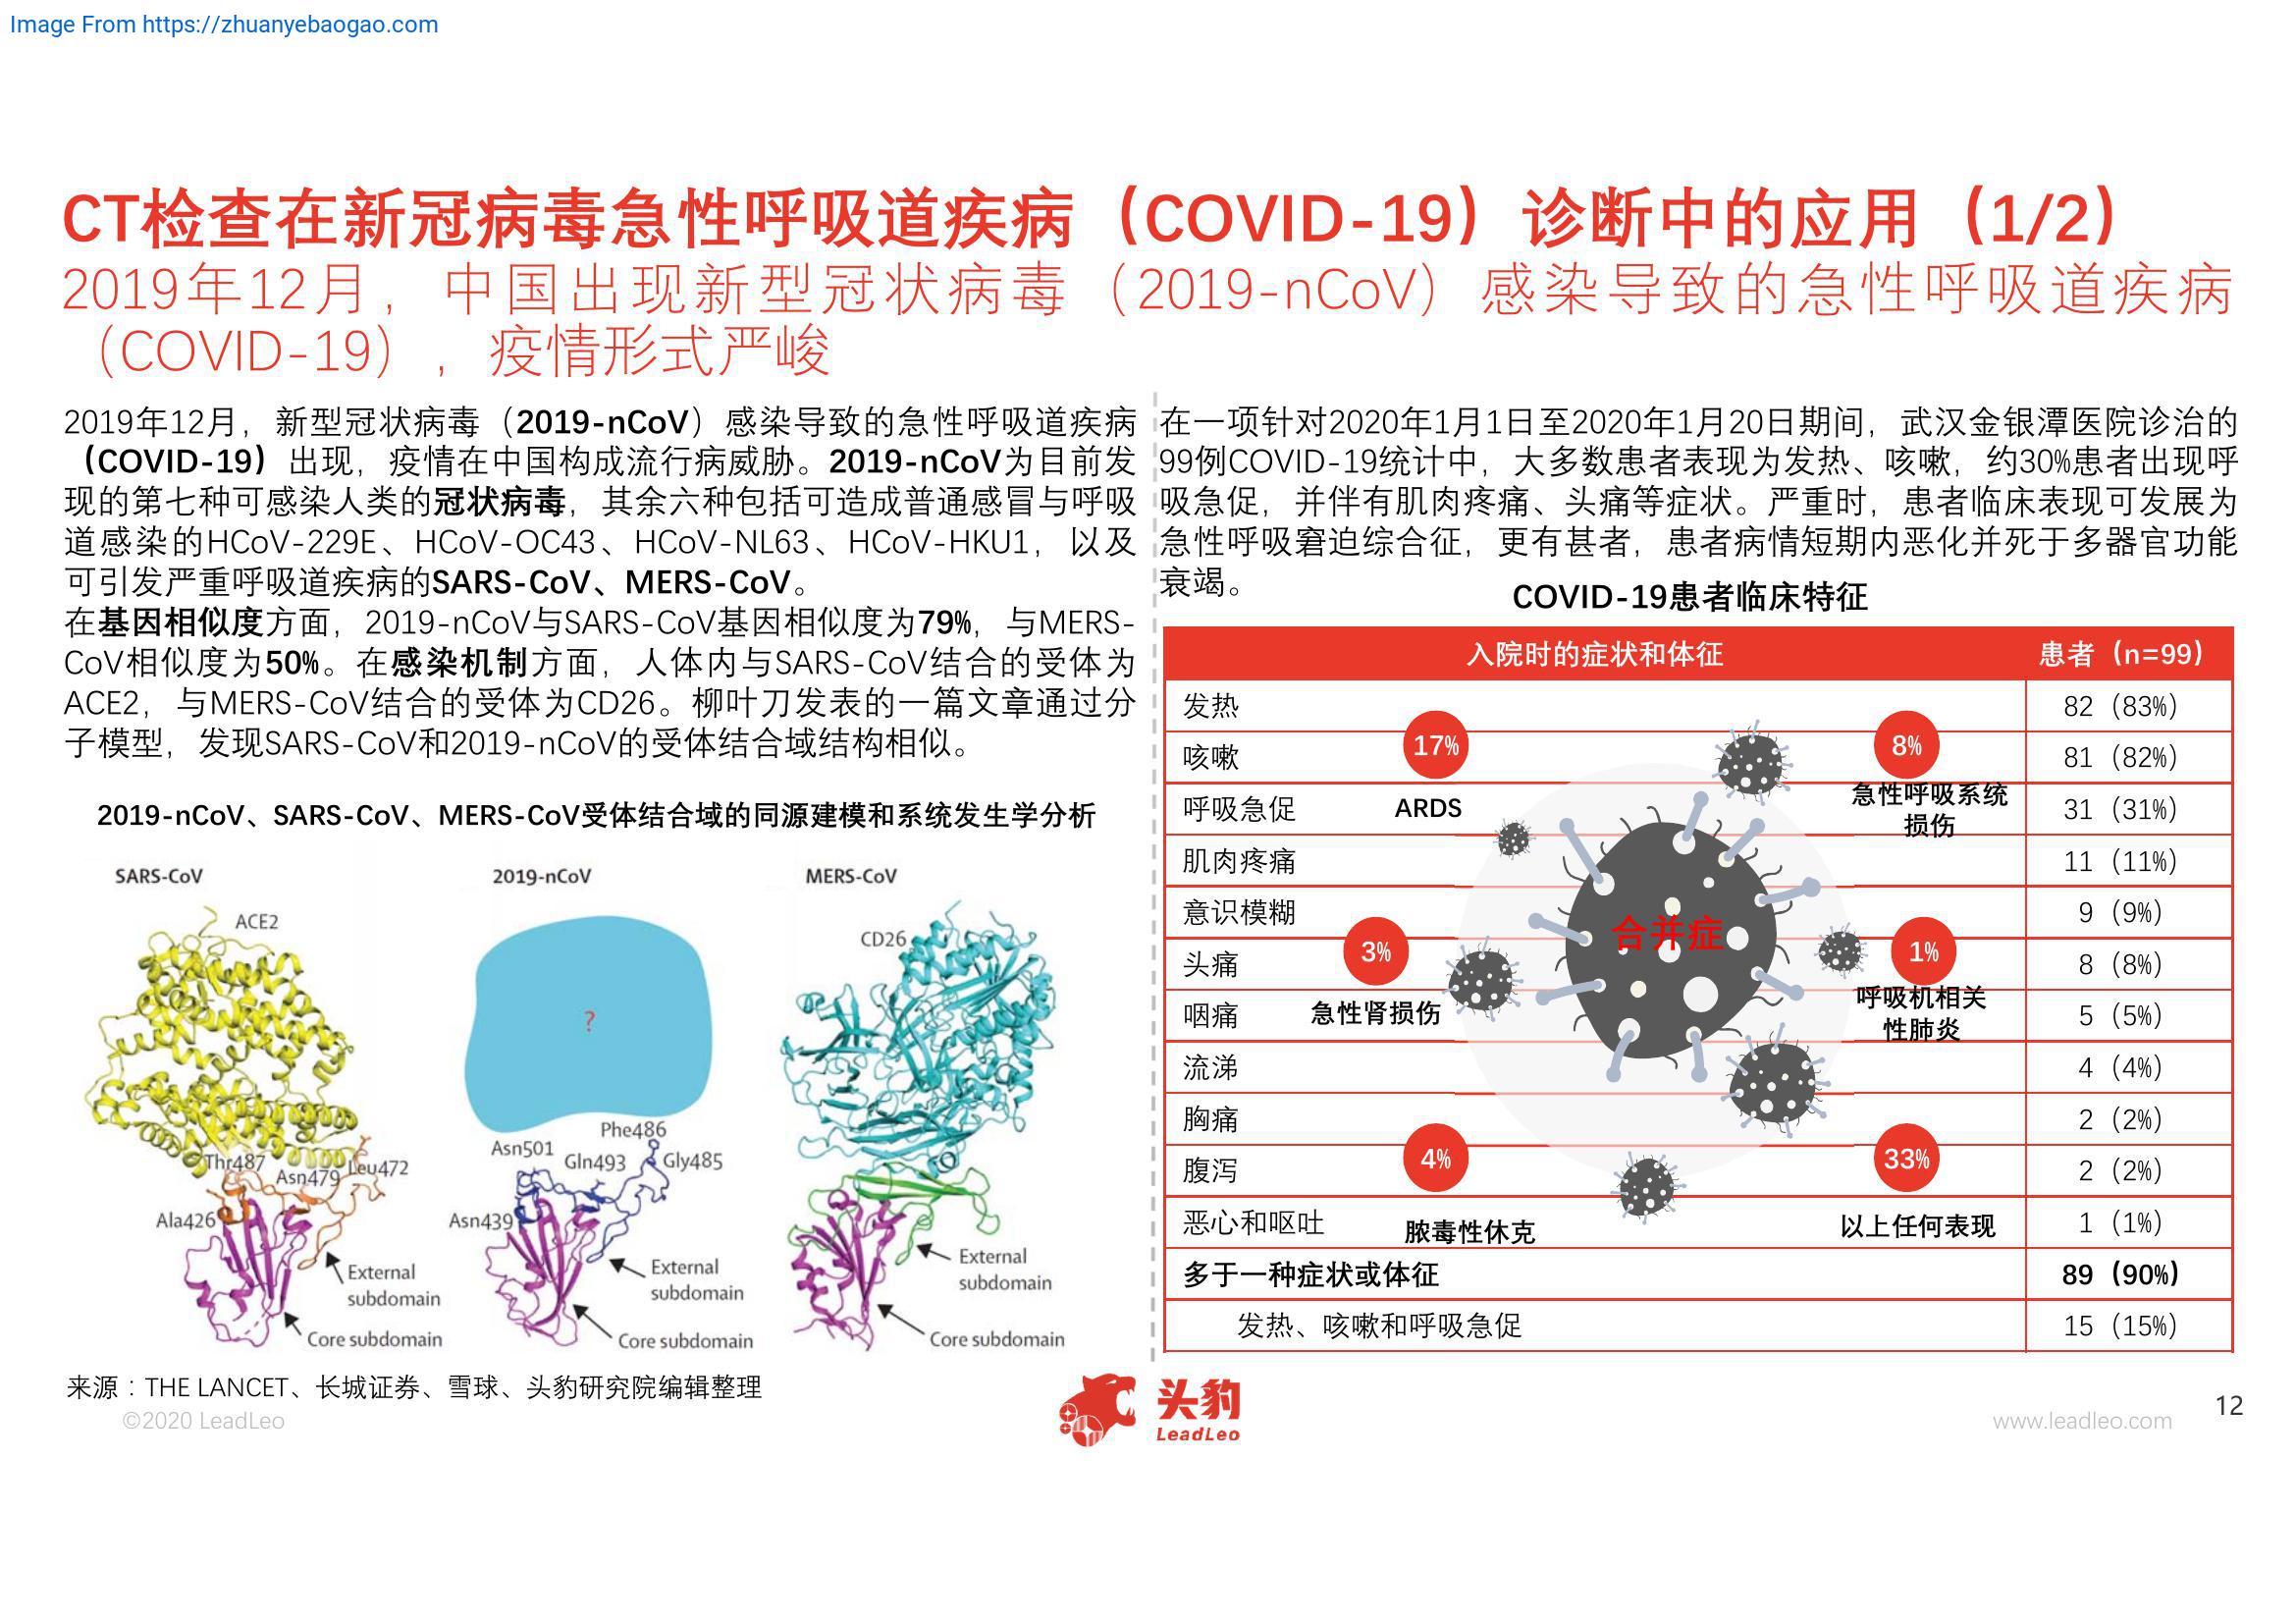 Image From https://zhuanyebaogao.com
CT检查在新冠病毒急性呼吸道疾病（COVID-19）诊断中的应用（1/2）
2019年12月，中国出现新型冠状病毒（2019-nCoV）感染导致的急性呼吸道疾病
（COVID-19），疫情形式严峻
2019年12月，新型冠状病毒（2019-nCoV）感染导致的急性呼吸道疾病
（COVID-19）出现，疫情在中国构成流行病威胁。2019-nCoV为目前发
现的第七种可感染人类的冠状病毒，其余六种包括可造成普通感冒与呼吸
道感染的HCoV-229E、HCoV-OC43、HCoV-NL63、HCoV-HKU1，以及
可引发严重呼吸道疾病的SARS-CoV、MERS-CoV。
在基因相似度方面，2019-nCoV与SARS-CoV基因相似度为79%，与MERS-
CoV相似度为50%。在感染机制方面，人体内与SARS-CoV结合的受体为
ACE2，与MERS-CoV结合的受体为CD26。柳叶刀发表的一篇文章通过分
子模型，发现SARS-CoV和2019-nCoV的受体结合域结构相似。
2019-nCoV、SARS-CoV、MERS-CoV受体结合域的同源建模和系统发生学分析
SARS-CoV
ACE2
Thr487
Asn479
Leu472
Ala426
External
subdomain
Core subdomain
2019-nCoV
?
Phe486
Asn501
Gln493
Gly485
Asn439
External
subdomain
Core subdomain
MERS-CoV
CD26
External
subdomain
Core subdomain
在一项针对2020年1月1日至2020年1月20日期间，武汉金银潭医院诊治的
99例COVID-19统计中，大多数患者表现为发热、咳嗽，约30%患者出现呼
吸急促，并伴有肌肉疼痛、头痛等症状。严重时，患者临床表现可发展为
急性呼吸窘迫综合征，更有甚者，患者病情短期内恶化并死于多器官功能
衰竭。
COVID-19患者临床特征
入院时的症状和体征 患者（n=99）
发热 82（83%）
咳嗽 81（82%）
呼吸急促 31（31%）
肌肉疼痛 11（11%）
意识模糊 9（9%）
头痛 8（8%）
咽痛 5（5%）
流涕 4（4%）
胸痛 2（2%）
腹泻 2（2%）
恶心和呕吐 1（1%）
多于一种症状或体征 89（90%）
发热、咳嗽和呼吸急促 15（15%）
合并症
17%
ARDS
8%
急性呼吸系统
损伤
3%
急性肾损伤
1%
呼吸机相关
性肺炎
4%
脓毒性休克
33%
以上任何表现
来源：THE LANCET、长城证券、雪球、头豹研究院编辑整理
©2020 LeadLeo
头豹
LeadLeo
www.leadleo.com
12